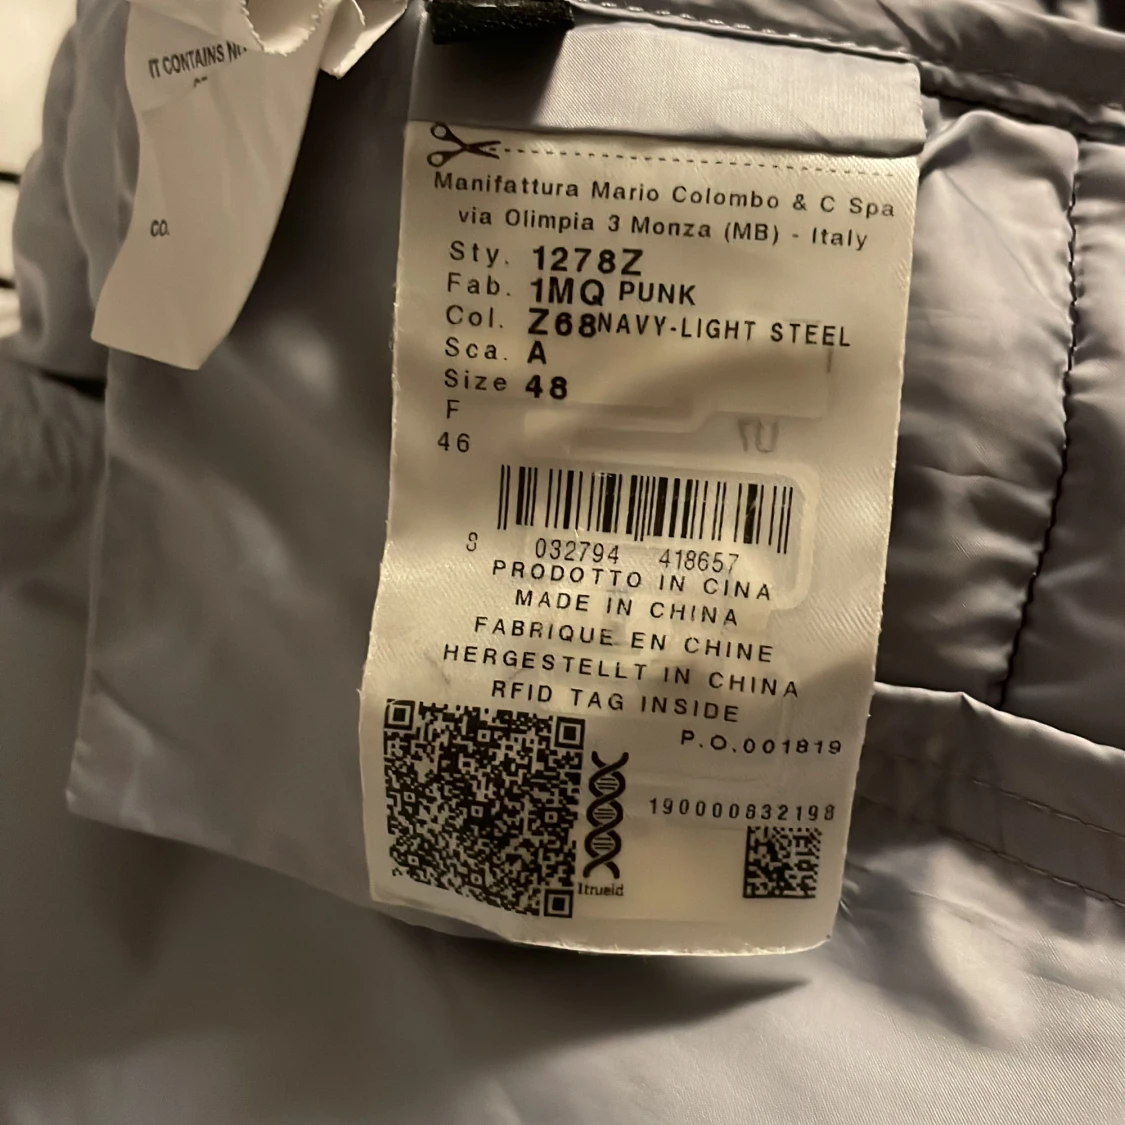 IT CONTAINS
CO.
Manifattura Mario Colombo & C Spa
via Olimpia 3 Monza (MB) - Italy
Sty. 1278Z
Fab. 1MQ PUNK
Col. Z68NAVY-LIGHT STEEL
Sca. A
Size 48
F
46
8 032794 418657
PRODOTTO IN CINA
MADE IN CHINA
FABRIQUE EN CHINE
HERGESTELLT IN CHINA
RFID TAG INSIDE
P.O.001819
190000832198
1trueid